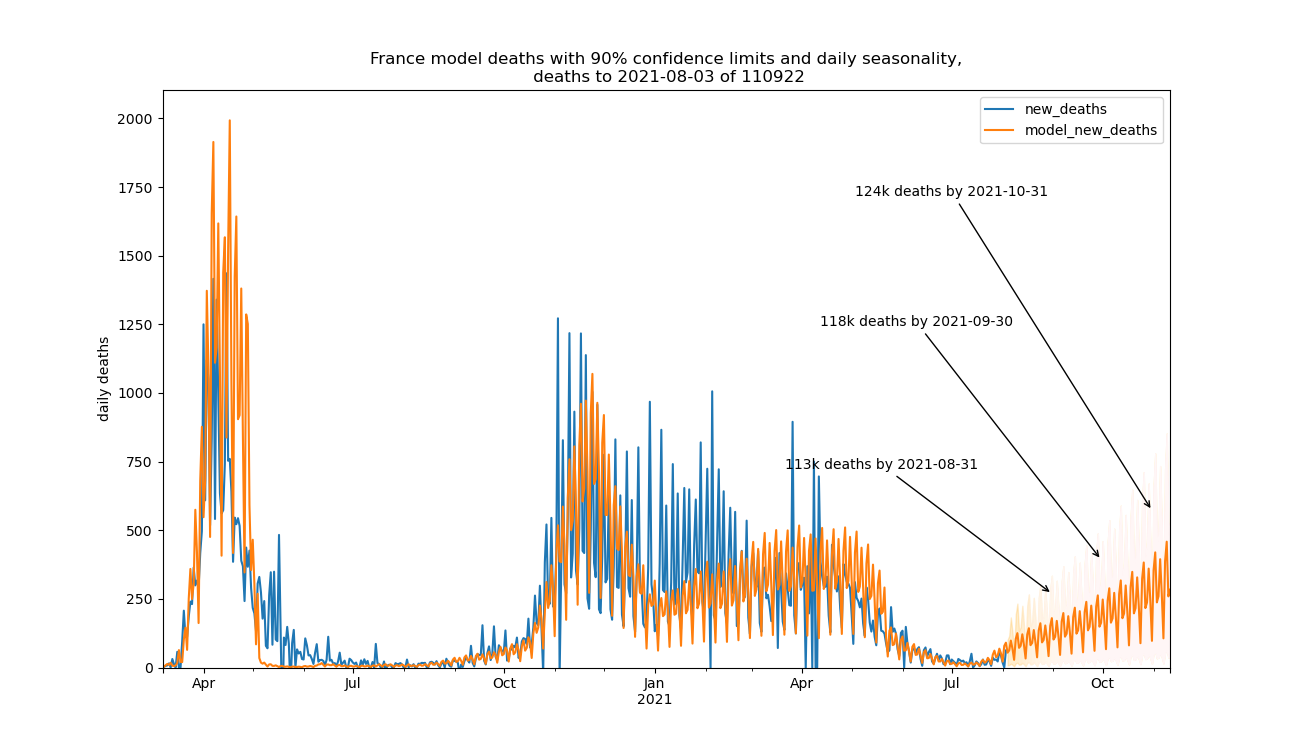 France model deaths with 90% confidence limits and daily seasonality,
deaths to 2021-08-03 of 110922
new_deaths
model_new_deaths
124k deaths by 2021-10-31
118k deaths by 2021-09-30
113k deaths by 2021-08-31
daily deaths
2000
1750
1500
1250
1000
750
500
250
0
Apr
Jul
Oct
Jan
2021
Apr
Jul
Oct